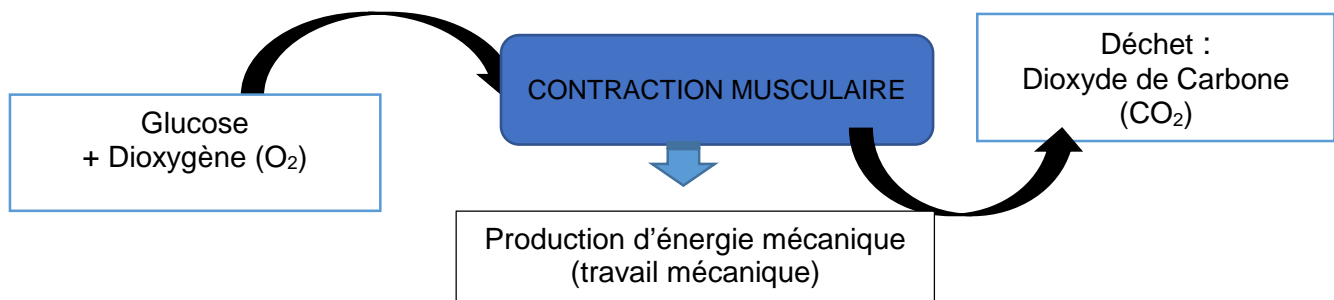 Glucose
+ Dioxygène (O₂)
CONTRACTION MUSCULAIRE
Déchet :
Dioxyde de Carbone
(CO₂)
Production d’énergie mécanique
(travail mécanique)